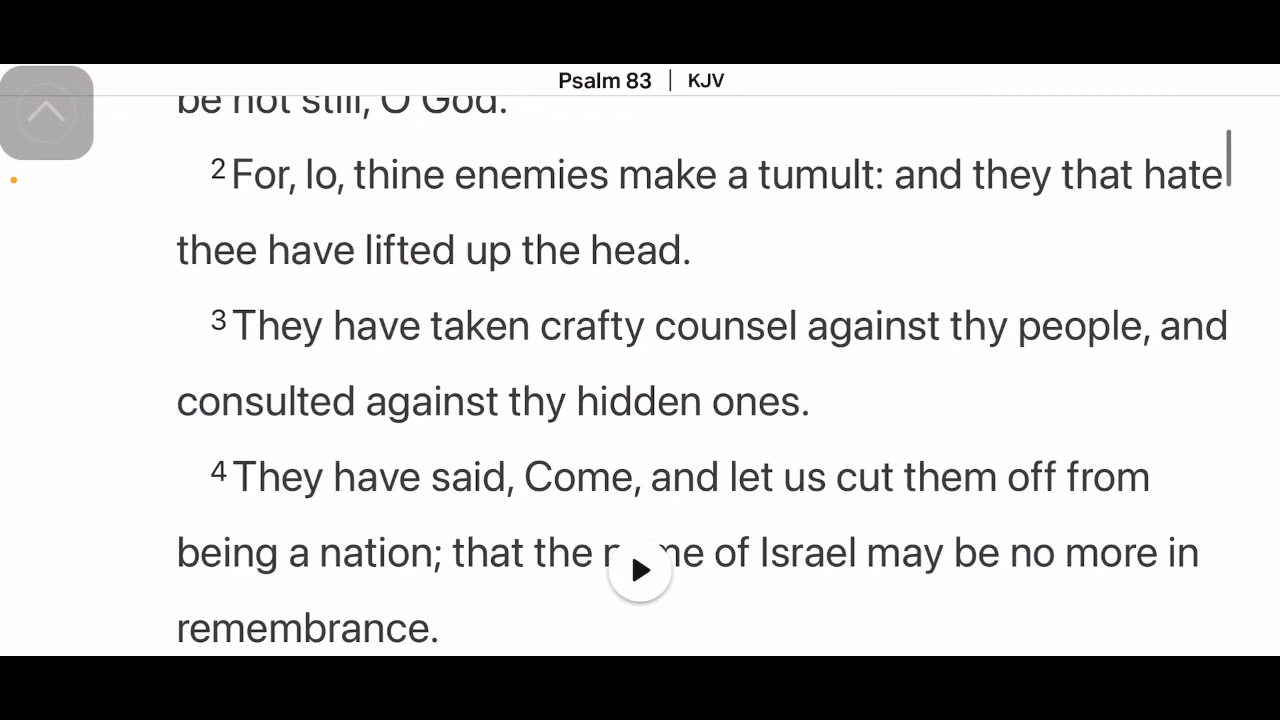 Psalm 83 | KJV
be not still, O God.
2 For, lo, thine enemies make a tumult: and they that hate
thee have lifted up the head.
3 They have taken crafty counsel against thy people, and
consulted against thy hidden ones.
4 They have said, Come, and let us cut them off from
being a nation; that the name of Israel may be no more in
remembrance.